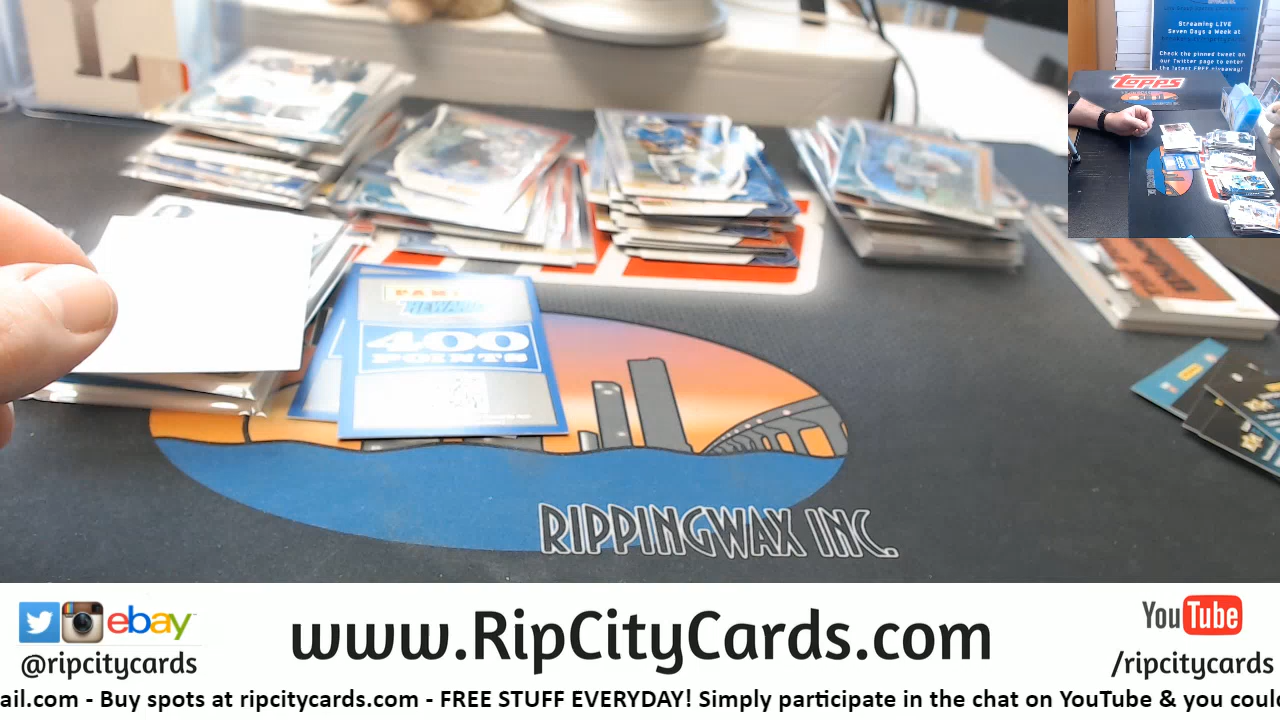 L
Streaming LIVE
Seven Days a Week at
Check the pinned tweet on
our Twitter page to enter
the latest FREE giveaway!
topps
400
POINTS
RIPPINGWAX INC.
ebay
@ripcitycards
www.RipCityCards.com
YouTube
/ripcitycards
ail.com - Buy spots at ripcitycards.com - FREE STUFF EVERYDAY! Simply participate in the chat on YouTube & you could